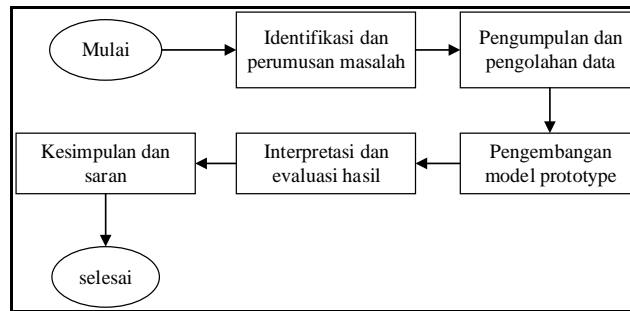 Mulai
Identifikasi dan
perumusan masalah
Pengumpulan dan
pengolahan data
Pengembangan
model prototype
Interpretasi dan
evaluasi hasil
Kesimpulan dan
saran
selesai